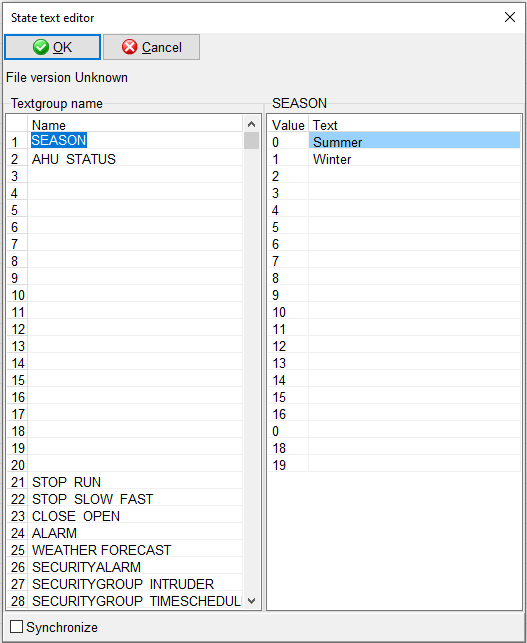 State text editor
OK Cancel
File version Unknown
Textgroup name
Name
1 SEASON
2 AHU STATUS
3
4
5
6
7
8
9
10
11
12
13
14
15
16
17
18
19
20
21 STOP RUN
22 STOP SLOW FAST
23 CLOSE OPEN
24 ALARM
25 WEATHER FORECAST
26 SECURITYALARM
27 SECURITYGROUP INTRUDER
28 SECURITYGROUP TIMESCHEDUL
SEASON
Value Text
0 Summer
1 Winter
2
3
4
5
6
7
8
9
10
11
12
13
14
15
16
0
18
19
Synchronize